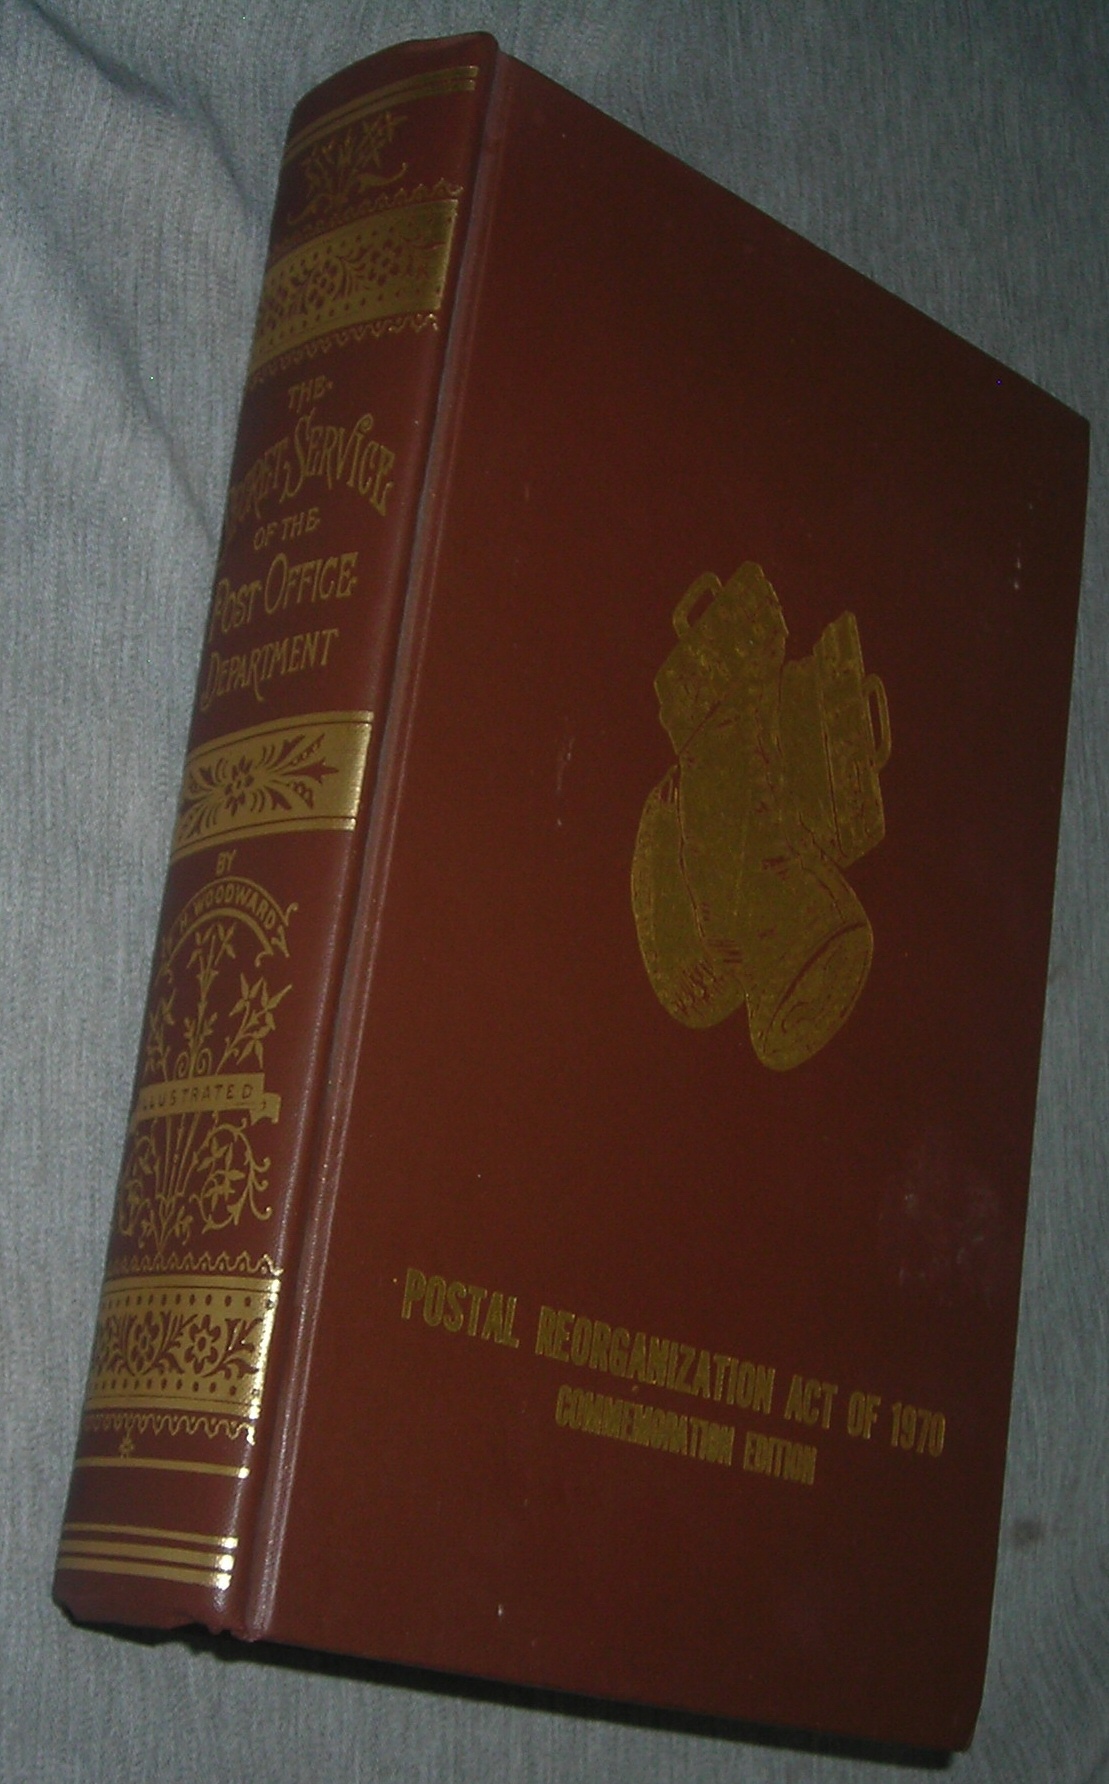 THE
SECRET SERVICE
OF THE
POST OFFICE
DEPARTMENT
BY
H. WOODWARD
ILLUSTRATED
POSTAL REORGANIZATION ACT OF 1970
COMMEMORATION EDITION